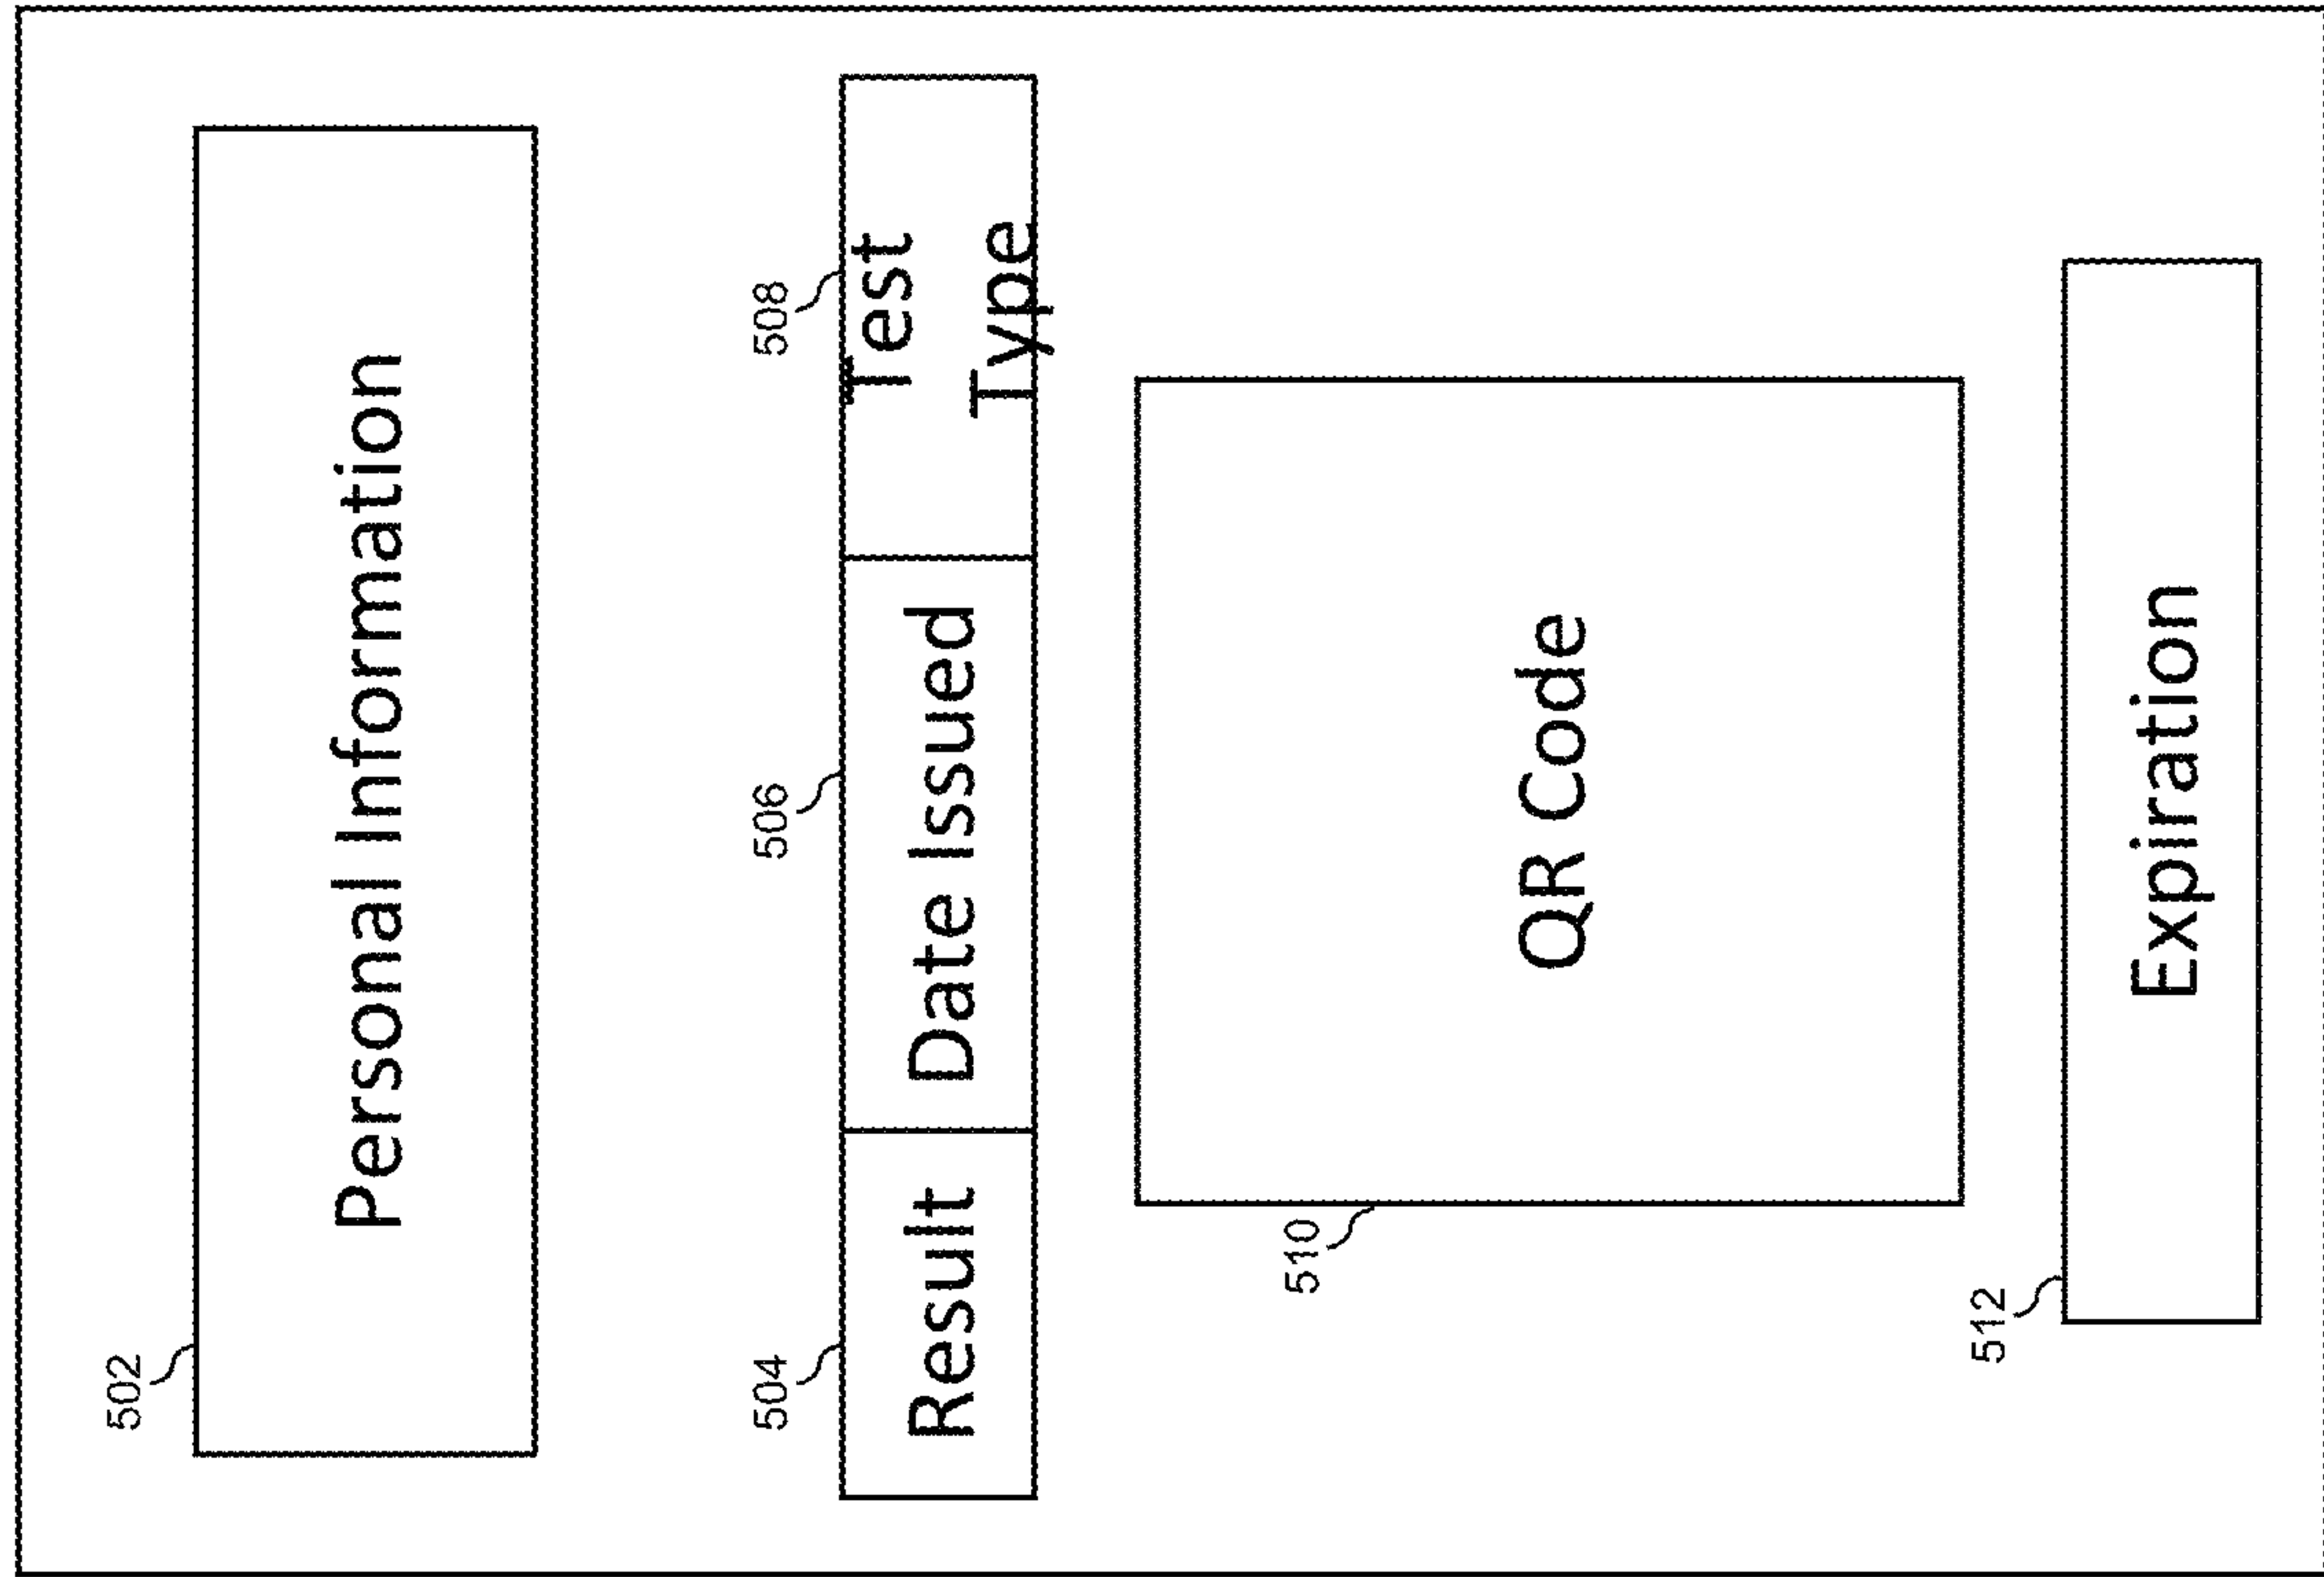 502
Personal Information
504
506
508
Result
Date Issued
Test
Type
510
QR Code
512
Expiration